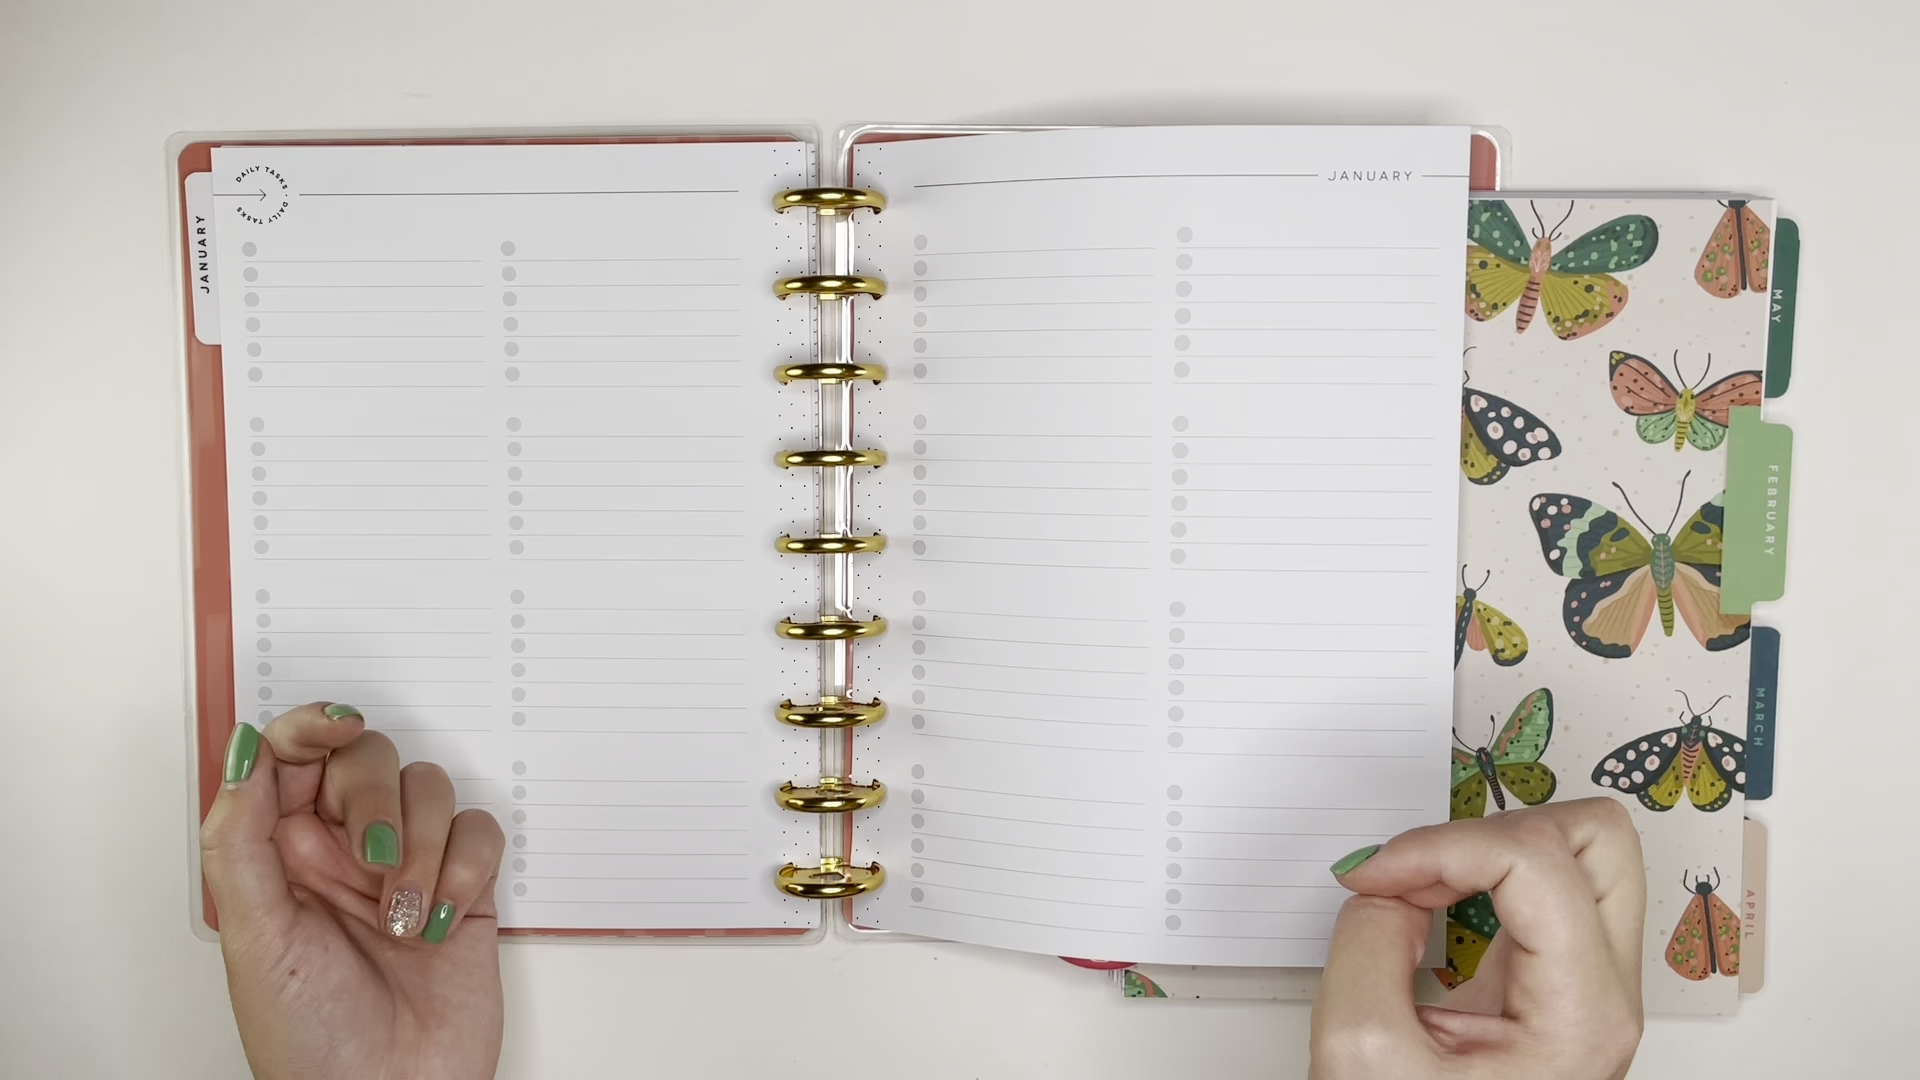 DAILY TASKS · DAILY TASKS ·
JANUARY
JANUARY
MAY
FEBRUARY
MARCH
APRIL